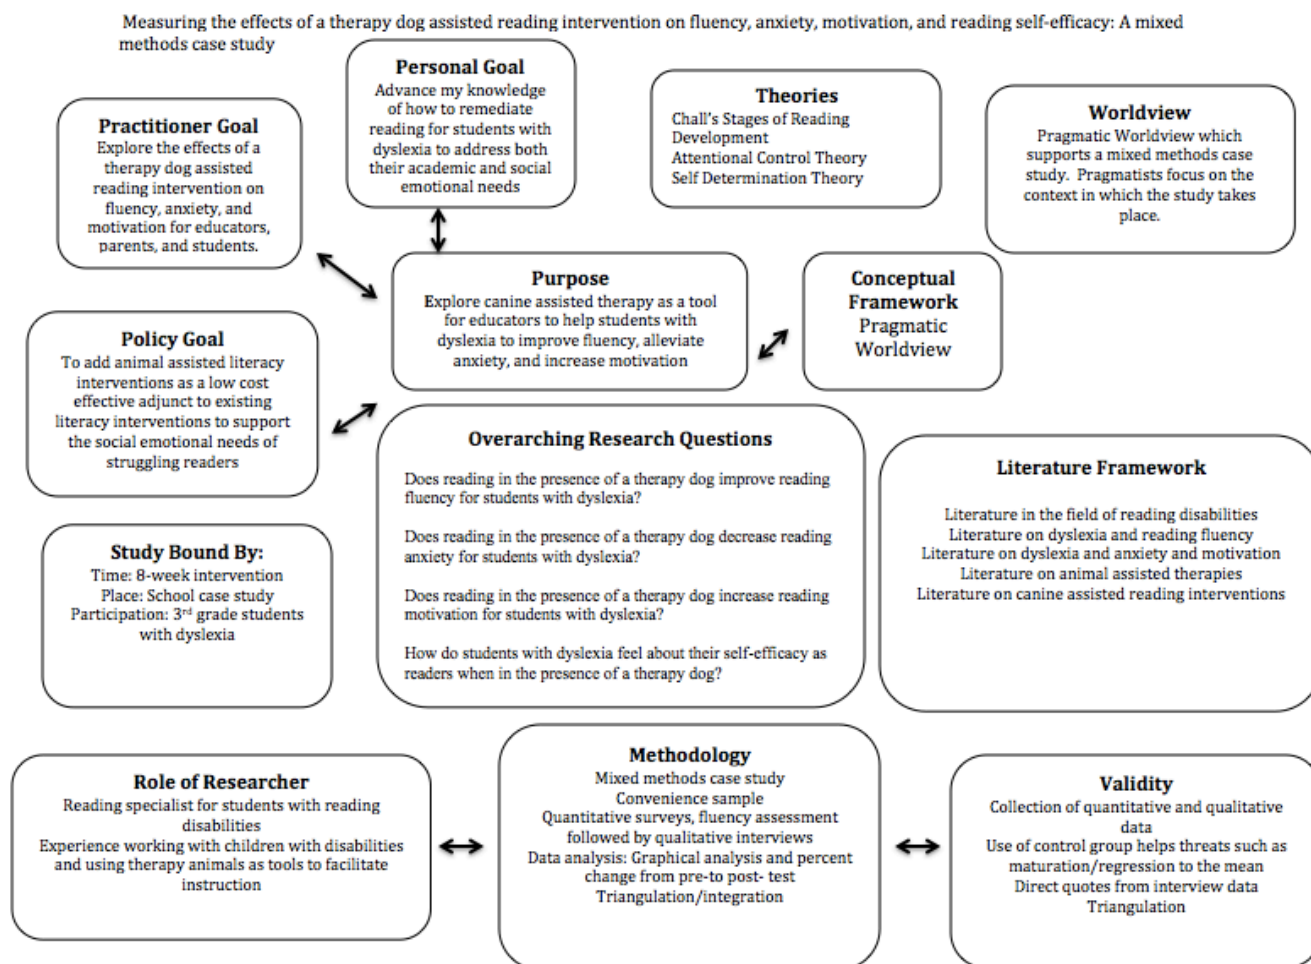 Measuring the effects of a therapy dog assisted reading intervention on fluency, anxiety, motivation, and reading self-efficacy: A mixed
methods case study
Personal Goal
Advance my knowledge
of how to remediate
reading for students with
dyslexia to address both
their academic and social
emotional needs
Practitioner Goal
Explore the effects of a
therapy dog assisted
reading intervention on
fluency, anxiety, and
motivation for educators,
parents, and students.
Theories
Chall's Stages of Reading
Development
Attentional Control Theory
Self Determination Theory
Worldview
Pragmatic Worldview which
supports a mixed methods case
study. Pragmatists focus on the
context in which the study takes
place.
Purpose
Explore canine assisted therapy as a tool
for educators to help students with
dyslexia to improve fluency, alleviate
anxiety, and increase motivation
Conceptual
Framework
Pragmatic
Worldview
Policy Goal
To add animal assisted literacy
interventions as a low cost
effective adjunct to existing
literacy interventions to support
the social emotional needs of
struggling readers
Overarching Research Questions
Does reading in the presence of a therapy dog improve reading
fluency for students with dyslexia?
Does reading in the presence of a therapy dog decrease reading
anxiety for students with dyslexia?
Does reading in the presence of a therapy dog increase reading
motivation for students with dyslexia?
How do students with dyslexia feel about their self-efficacy as
readers when in the presence of a therapy dog?
Literature Framework
Literature in the field of reading disabilities
Literature on dyslexia and reading fluency
Literature on dyslexia and anxiety and motivation
Literature on animal assisted therapies
Literature on canine assisted reading interventions
Study Bound By:
Time: 8-week intervention
Place: School case study
Participation: 3rd grade students
with dyslexia
Role of Researcher
Reading specialist for students with reading
disabilities
Experience working with children with disabilities
and using therapy animals as tools to facilitate
instruction
Methodology
Mixed methods case study
Convenience sample
Quantitative surveys, fluency assessment
followed by qualitative interviews
Data analysis: Graphical analysis and percent
change from pre-to post- test
Triangulation/integration
Validity
Collection of quantitative and qualitative
data
Use of control group helps threats such as
maturation/regression to the mean
Direct quotes from interview data
Triangulation